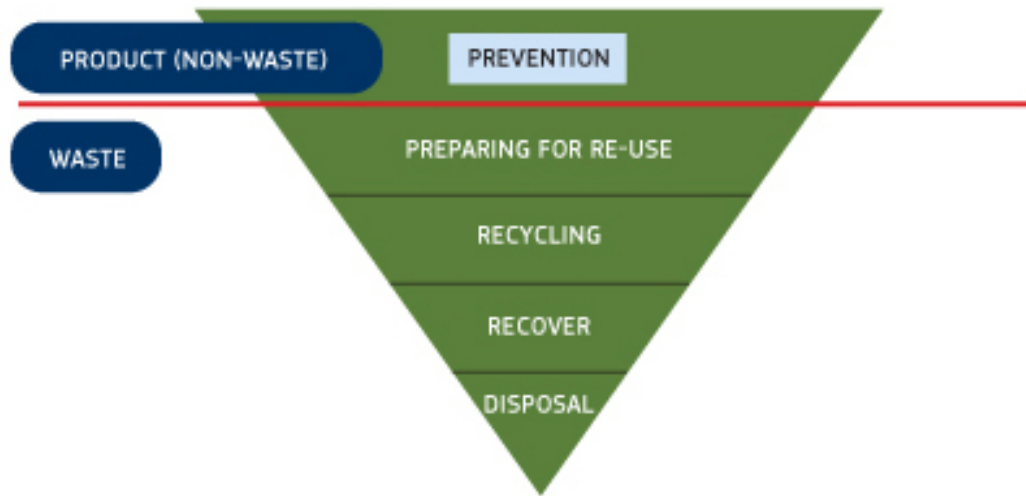 PRODUCT (NON-WASTE)
PREVENTION
WASTE
PREPARING FOR RE-USE
RECYCLING
RECOVER
DISPOSAL